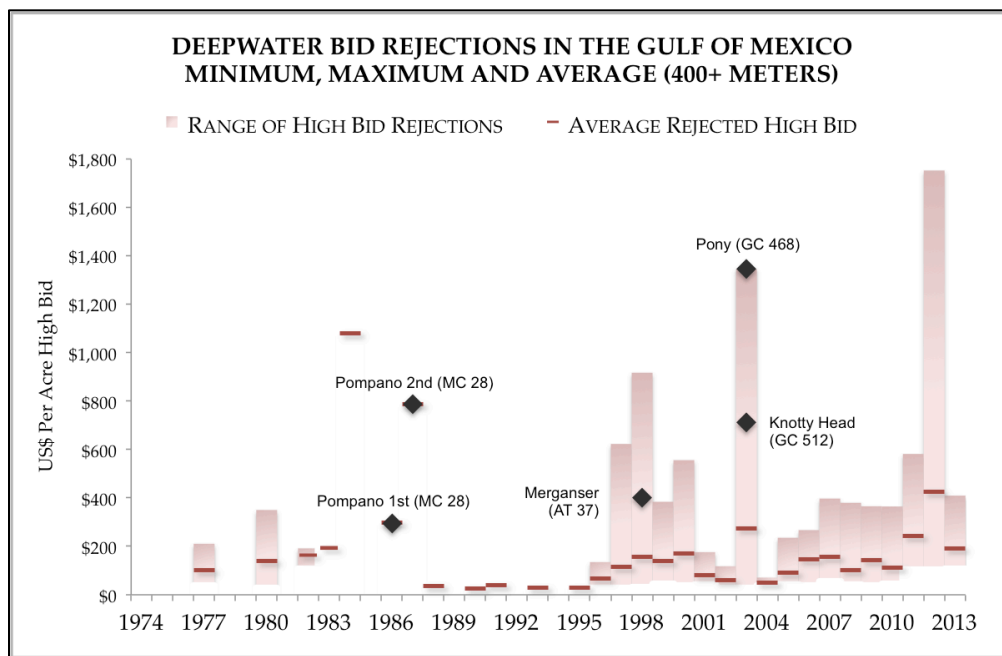 DEEPWATER BID REJECTIONS IN THE GULF OF MEXICO
MINIMUM, MAXIMUM AND AVERAGE (400+ METERS)
RANGE OF HIGH BID REJECTIONS
AVERAGE REJECTED HIGH BID
US$ Per Acre High Bid
$1,800
$1,600
$1,400
$1,200
$1,000
$800
$600
$400
$200
$0
Pony (GC 468)
Pompano 2nd (MC 28)
Knotty Head
(GC 512)
Pompano 1st (MC 28)
Merganser
(AT 37)
1974 1977 1980 1983 1986 1989 1992 1995 1998 2001 2004 2007 2010 2013